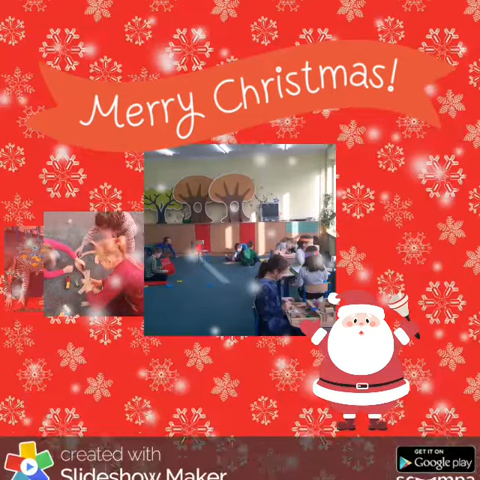 Merry Christmas!
created with
Slideshow Maker
GET IT ON
Google play